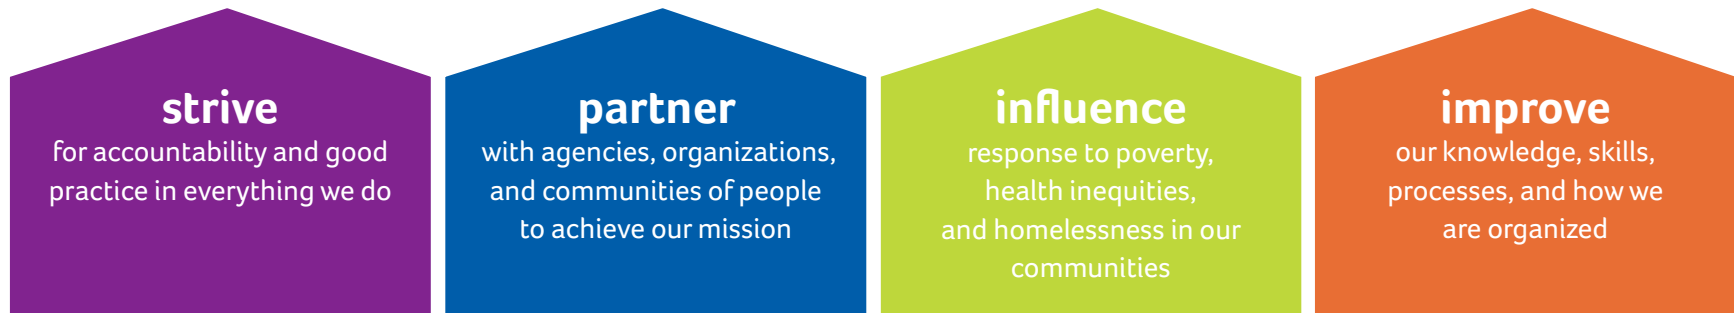 strive
for accountability and good
practice in everything we do
partner
with agencies, organizations,
and communities of people
to achieve our mission
influence
response to poverty,
health inequities,
and homelessness in our
communities
improve
our knowledge, skills,
processes, and how we
are organized